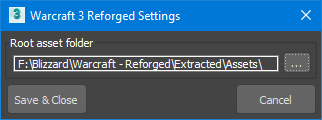 Warcraft 3 Reforged Settings
Root asset folder
F:\Blizzard\Warcraft - Reforged\Extracted\Assets\
...
Save & Close
Cancel